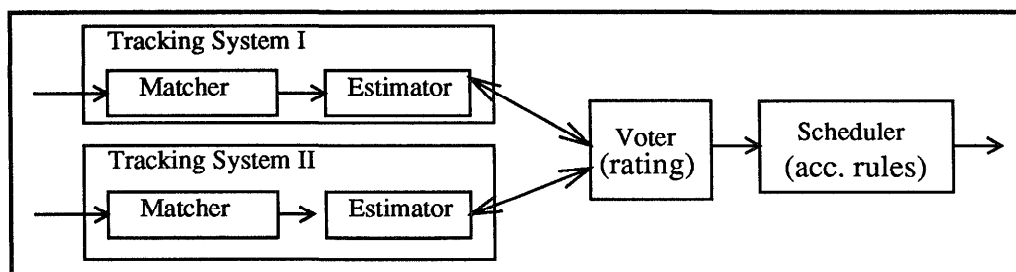 Tracking System I
Matcher
Estimator
Tracking System II
Matcher
Estimator
Voter
(rating)
Scheduler
(acc. rules)